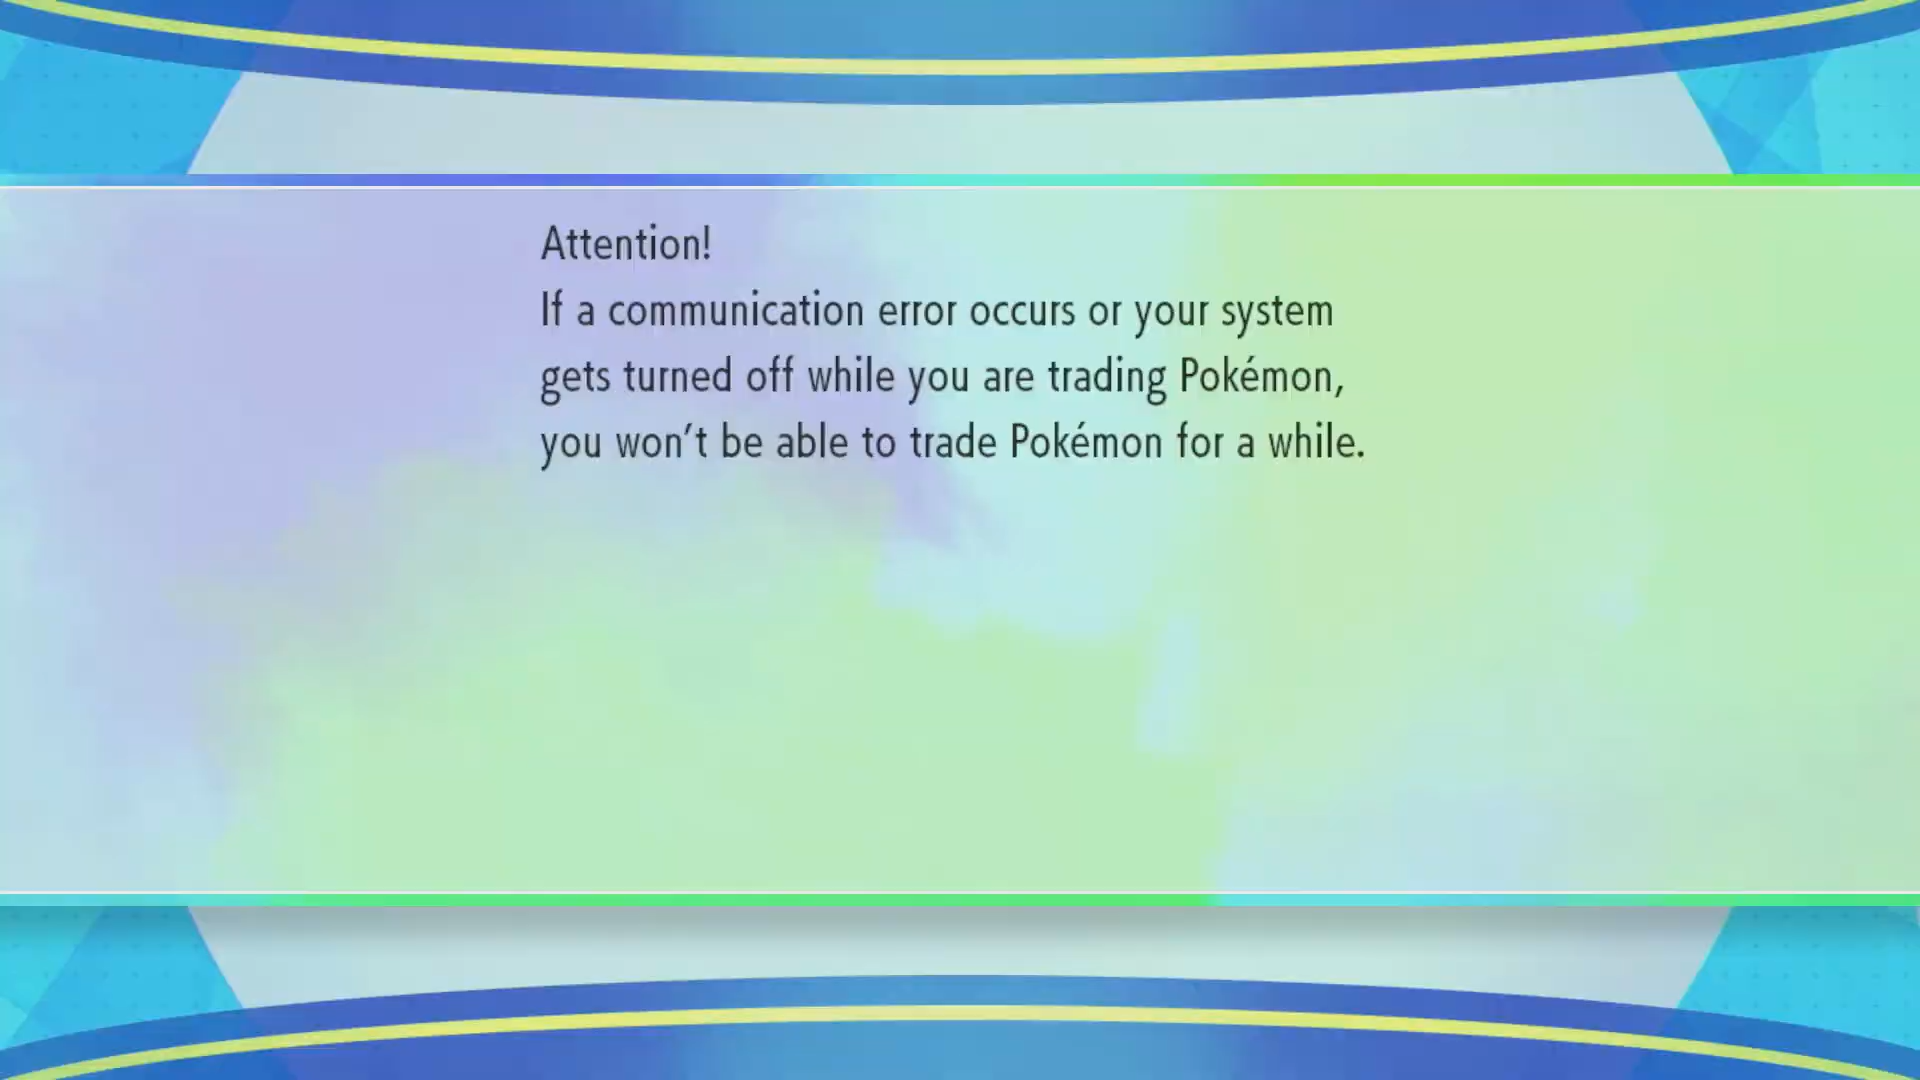 Attention!
If a communication error occurs or your system
gets turned off while you are trading Pokémon,
you won’t be able to trade Pokémon for a while.